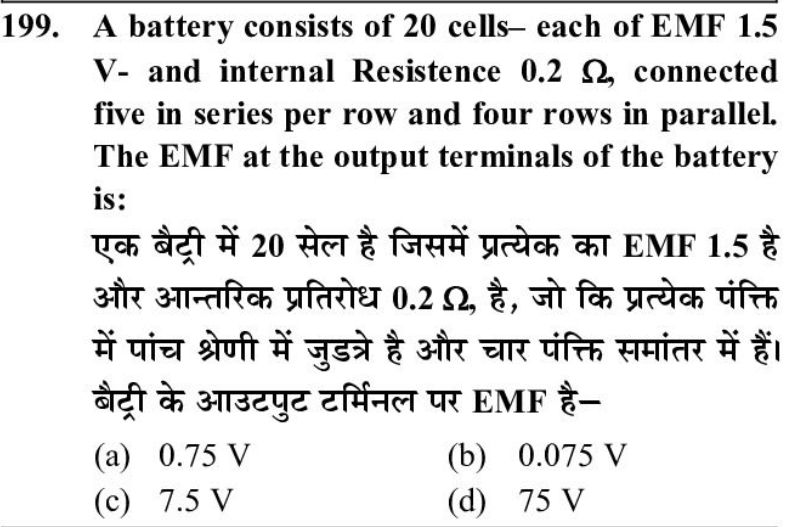 199. A battery consists of 20 cells– each of EMF 1.5
V- and internal Resistence 0.2 Ω, connected
five in series per row and four rows in parallel.
The EMF at the output terminals of the battery
is:
एक बैट्री में 20 सेल है जिसमें प्रत्येक का EMF 1.5 है
और आन्तरिक प्रतिरोध 0.2 Ω, है, जो कि प्रत्येक पंक्ति
में पांच श्रेणी में जुडत्रे है और चार पंक्ति समांतर में हैं।
बैट्री के आउटपुट टर्मिनल पर EMF है–
(a) 0.75 V (b) 0.075 V
(c) 7.5 V (d) 75 V